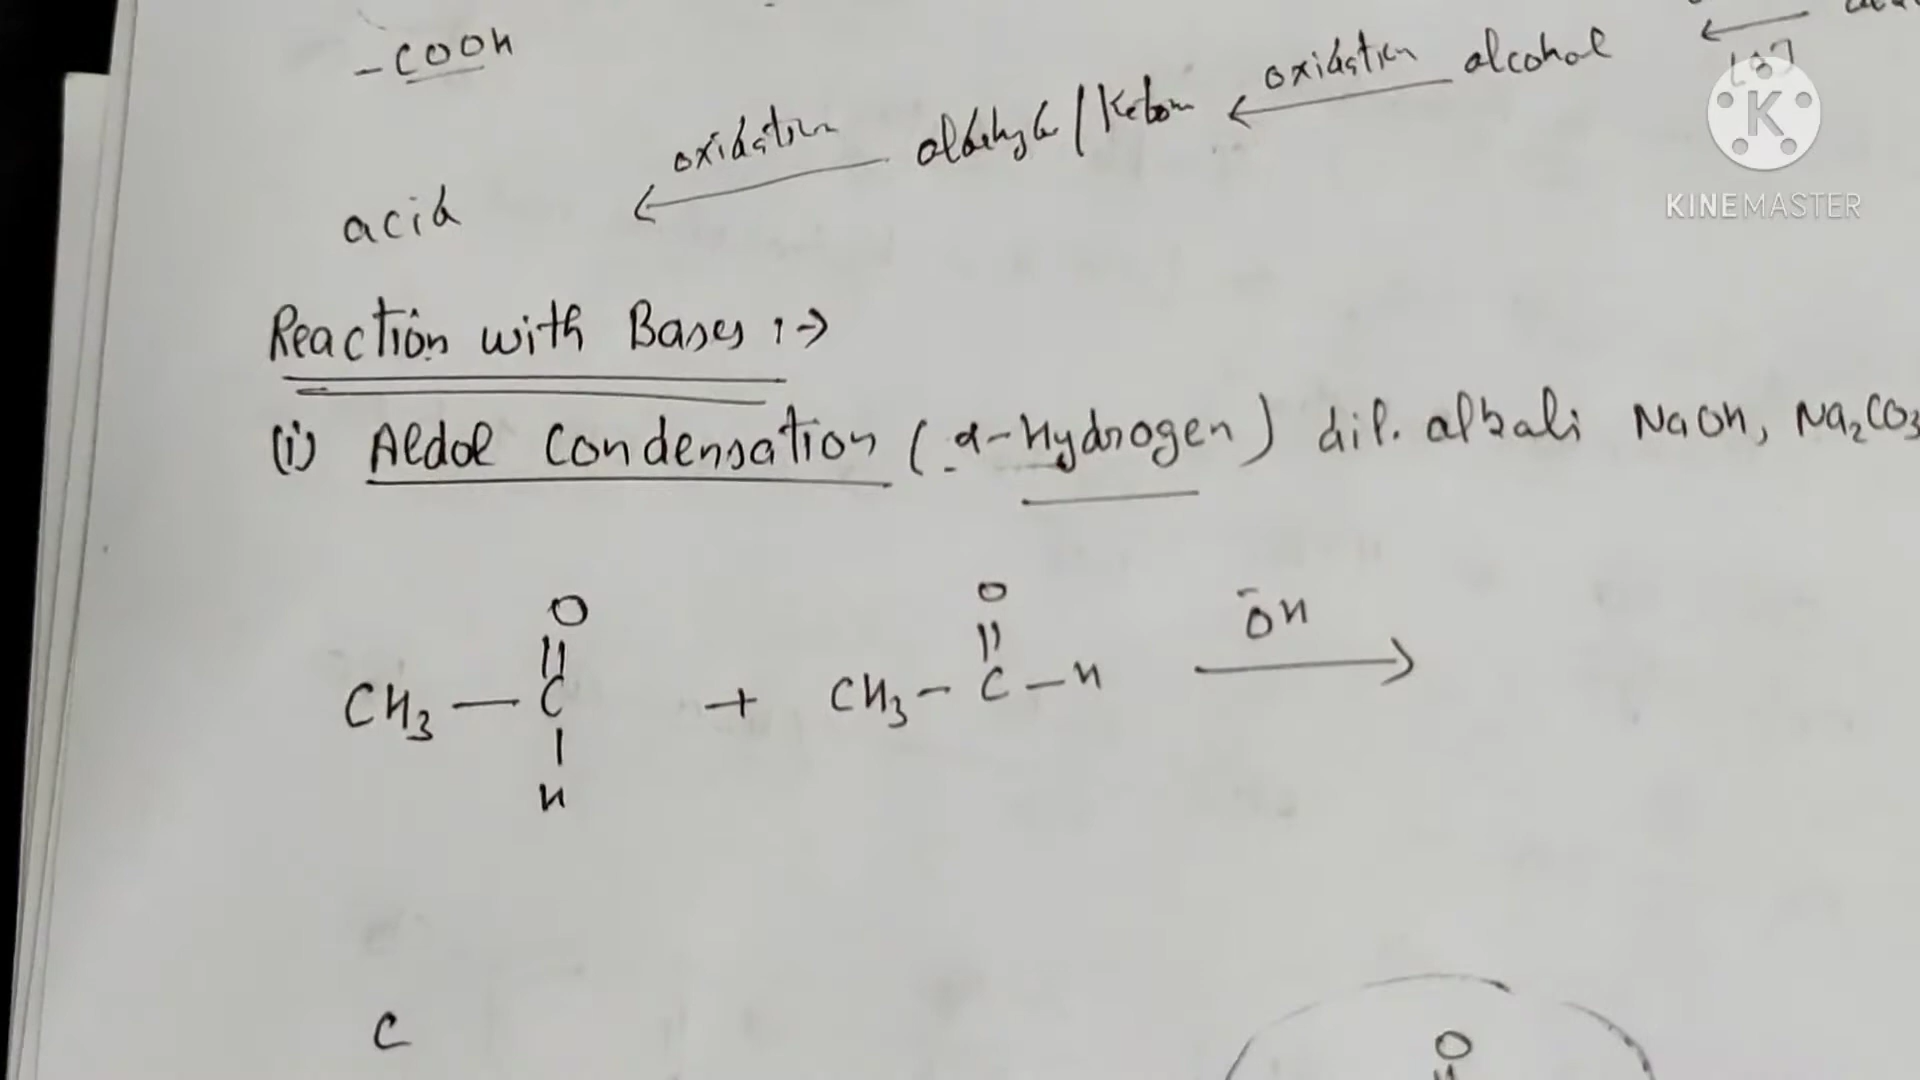 -COOH
acid ← oxidation aldehyde/Ketone ← oxidation alcohol ← [O]
K
KINEMASTER
Reaction with Bases :→
(i) Aldol Condensation (α-Hydrogen) dil. alkali NaOH, Na₂CO₃
O O
|| || ŌH
CH₃ — C + CH₃ – C – H →
|
H
C
O